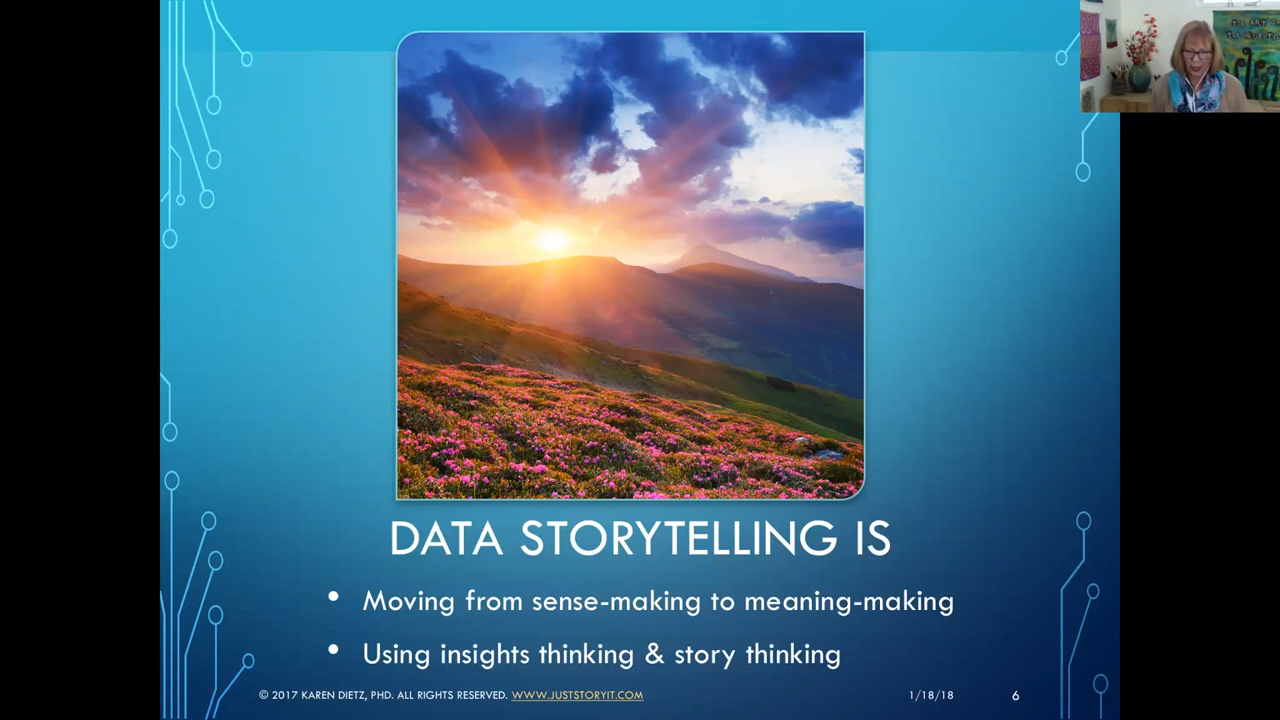 DATA STORYTELLING IS
• Moving from sense-making to meaning-making
• Using insights thinking & story thinking
© 2017 KAREN DIETZ, PHD. ALL RIGHTS RESERVED. WWW.JUSTSTORYIT.COM 1/18/18 6